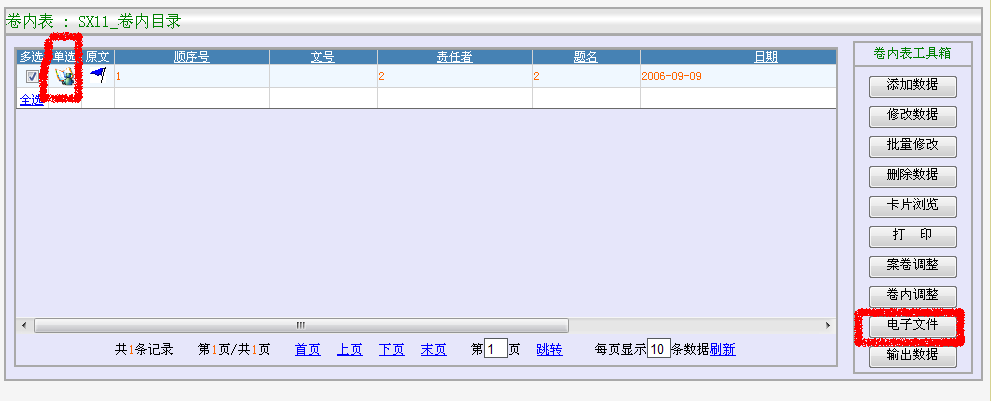 卷内表 : SX11_卷内目录
多选 单选 原文 顺序号 文号 责任者 题名 日期
1 2 2 2006-09-09
全选
共1条记录 第1页/共1页 首页 上页 下页 末页 第1页 跳转 每页显示10条数据刷新
卷内表工具箱
添加数据
修改数据
批量修改
删除数据
卡片浏览
打 印
案卷调整
卷内调整
电子文件
输出数据